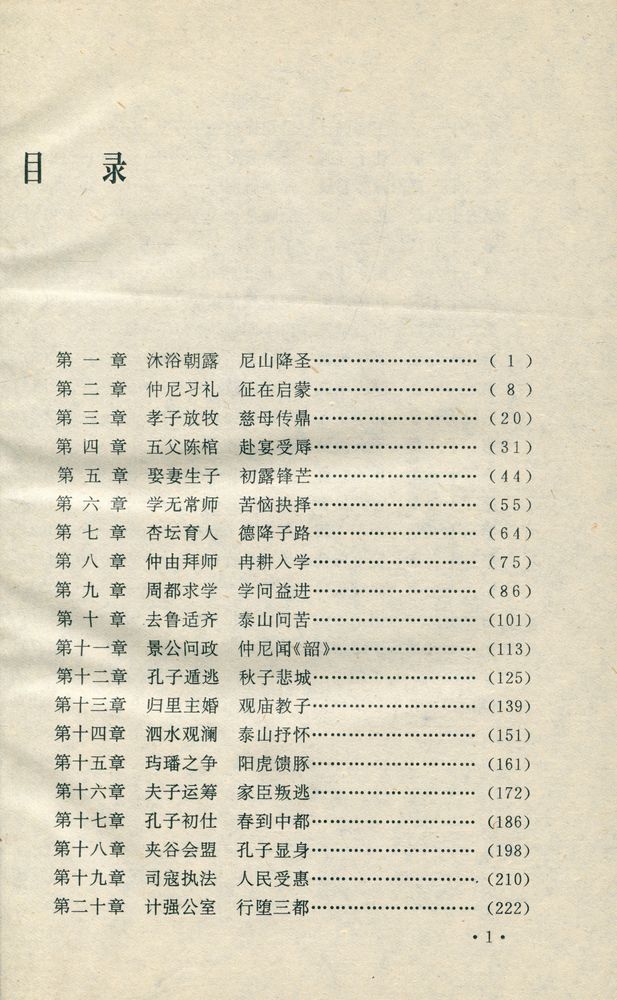 目 录
第一章 沐浴朝露 尼山降圣………………………(1)
第二章 仲尼习礼 征在启蒙………………………(8)
第三章 孝子放牧 慈母传鼎………………………(20)
第四章 五父陈棺 赴宴受辱………………………(31)
第五章 娶妻生子 初露锋芒………………………(44)
第六章 学无常师 苦恼抉择………………………(55)
第七章 杏坛育人 德降子路………………………(64)
第八章 仲由拜师 冉耕入学………………………(75)
第九章 周都求学 学问益进………………………(86)
第十章 去鲁适齐 泰山问苦………………………(101)
第十一章 景公问政 仲尼闻《韶》……………………(113)
第十二章 孔子遁逃 秋子悲城………………………(125)
第十三章 归里主婚 观庙教子………………………(139)
第十四章 泗水观澜 泰山抒怀………………………(151)
第十五章 玙璠之争 阳虎馈豚………………………(161)
第十六章 夫子运筹 家臣叛逃………………………(172)
第十七章 孔子初仕 春到中都………………………(186)
第十八章 夹谷会盟 孔子显身………………………(198)
第十九章 司寇执法 人民受惠………………………(210)
第二十章 计强公室 行堕三都………………………(222)
·1·